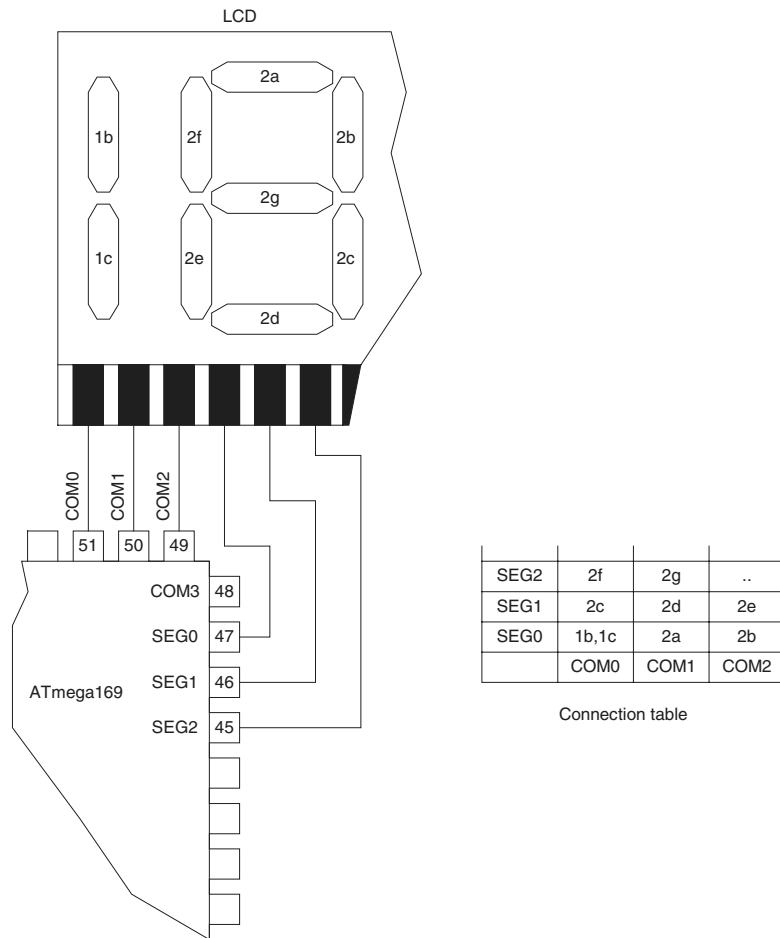 LCD
2a
1b
2f
2b
2g
1c
2e
2c
2d
COM0
COM1
COM2
51
50
49
COM3
48
SEG0
47
ATmega169
SEG1
46
SEG2
45
SEG2 2f 2g ..
SEG1 2c 2d 2e
SEG0 1b,1c 2a 2b
COM0 COM1 COM2
Connection table